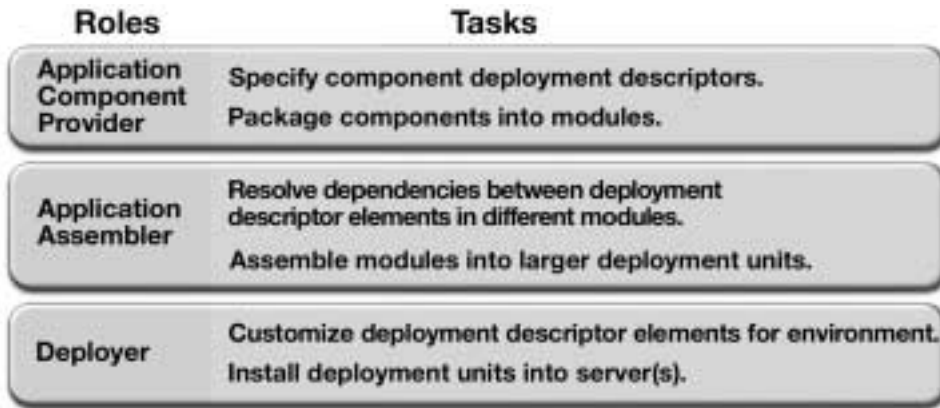 Roles Tasks
Application
Component
Provider
Specify component deployment descriptors.
Package components into modules.
Application
Assembler
Resolve dependencies between deployment
descriptor elements in different modules.
Assemble modules into larger deployment units.
Deployer
Customize deployment descriptor elements for environment.
Install deployment units into server(s).